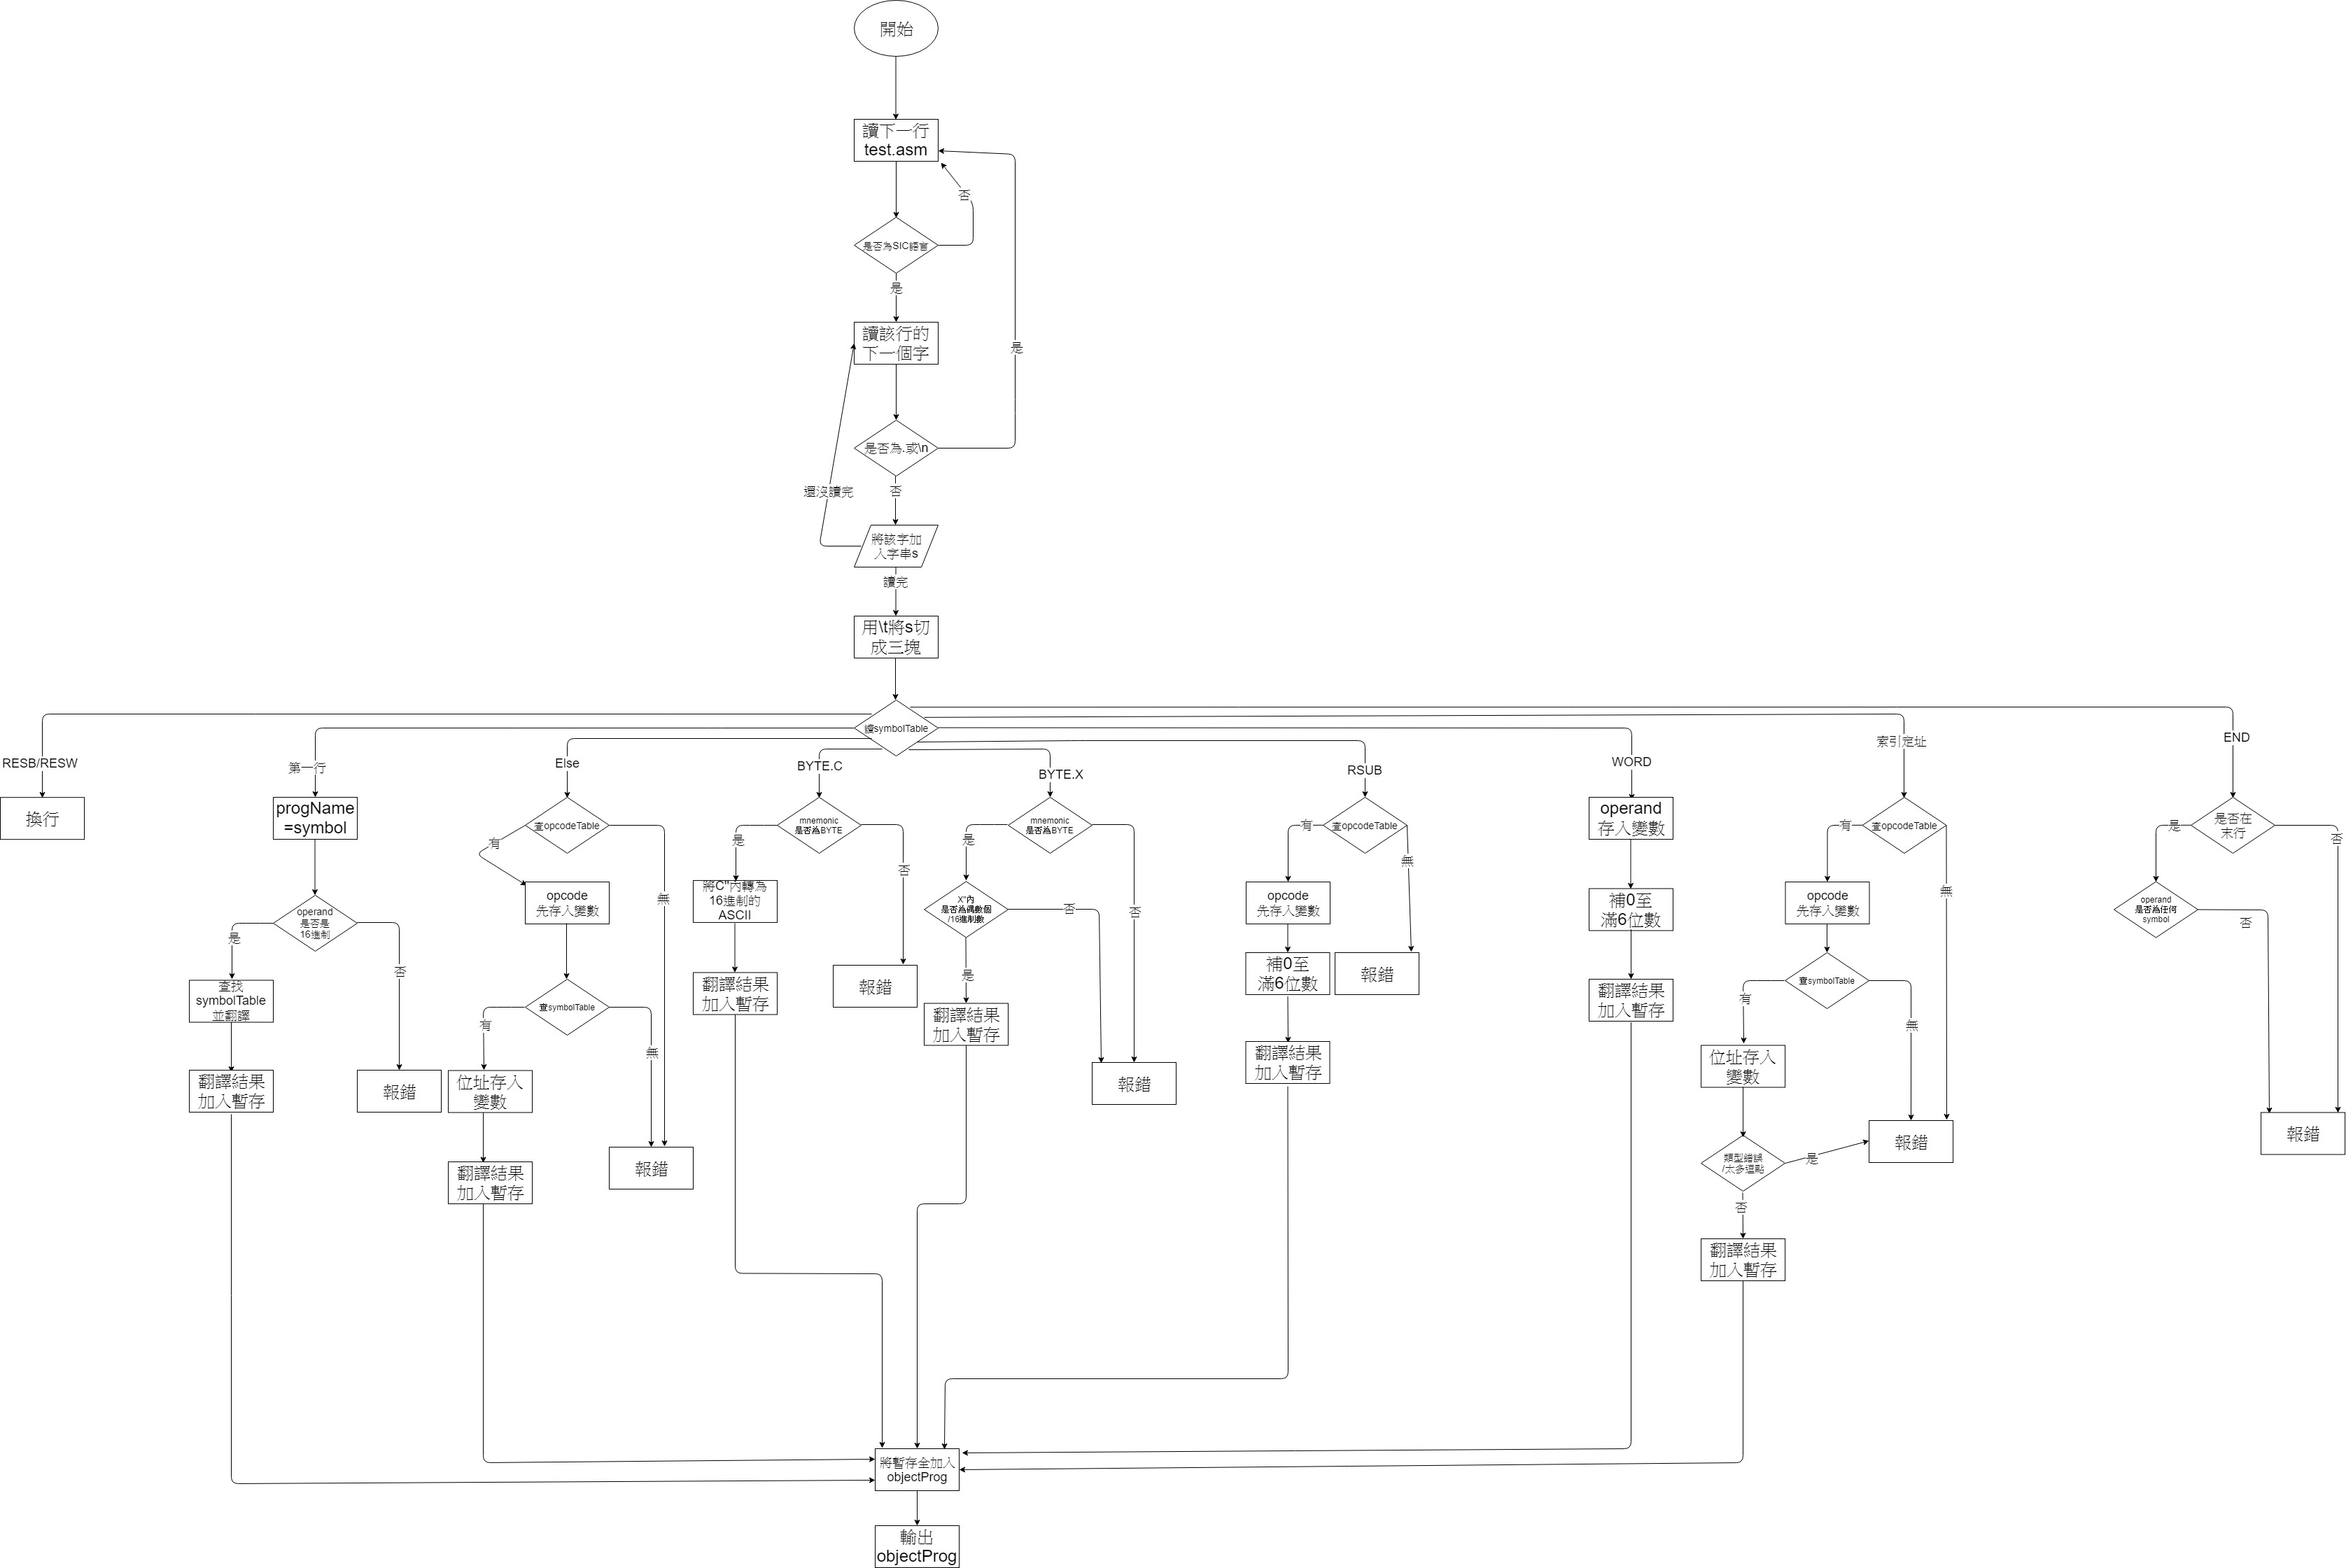 開始
讀下一行
test.asm
否
是否為SIC語言
是
讀該行的
下一個字
是
是否為.或\n
還沒讀完
否
將該字加
入字串s
讀完
用\t將s切
成三塊
symbolTable
RESB/RESW
第一行
Else
BYTE.C
BYTE.X
RSUB
WORD
索引定址
END
換行
progName
=symbol
operand
是否是
16進制
是
否
查找
symbolTable
並翻譯
翻譯結果
加入暫存
報錯
查opcodeTable
有
無
opcode
先存入變數
查symbolTable
有
無
位址存入
變數
翻譯結果
加入暫存
報錯
mnemonic
是否為BYTE
是
否
將C''內轉為
16進制的
ASCII
翻譯結果
加入暫存
報錯
mnemonic
是否為BYTE
是
否
X''內
是否為偶數個
/16進制數
否
是
翻譯結果
加入暫存
報錯
查opcodeTable
有
無
opcode
先存入變數
補0至
滿6位數
翻譯結果
加入暫存
報錯
operand
存入變數
補0至
滿6位數
翻譯結果
加入暫存
查opcodeTable
有
無
opcode
先存入變數
查symbolTable
有
無
位址存入
變數
類型錯誤
/太多逗點
是
報錯
否
翻譯結果
加入暫存
是否在
末行
是
否
operand
是否為任何
symbol
否
報錯
將暫存全加入
objectProg
輸出
objectProg